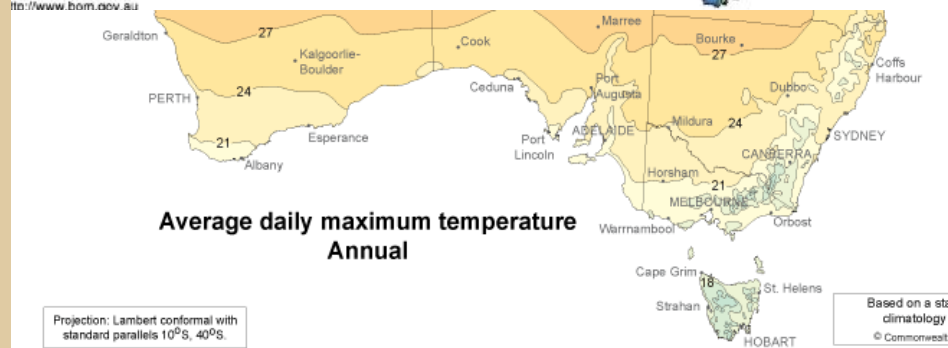 http://www.bom.gov.au
Marree
Geraldton
27
Cook
Bourke
27
Kalgoorlie-
Boulder
Coffs
Harbour
Ceduna
Port
Augusta
Dubbo
PERTH
24
Mildura
24
21
Esperance
Port
Lincoln
ADELAIDE
SYDNEY
CANBERRA
Albany
Horsham
21
MELBOURNE
Average daily maximum temperature
Annual
Warrnambool
Orbost
Cape Grim
18
St. Helens
Strahan
HOBART
Projection: Lambert conformal with
standard parallels 10°S, 40°S.
Based on a sta
climatology
© Commonwealt